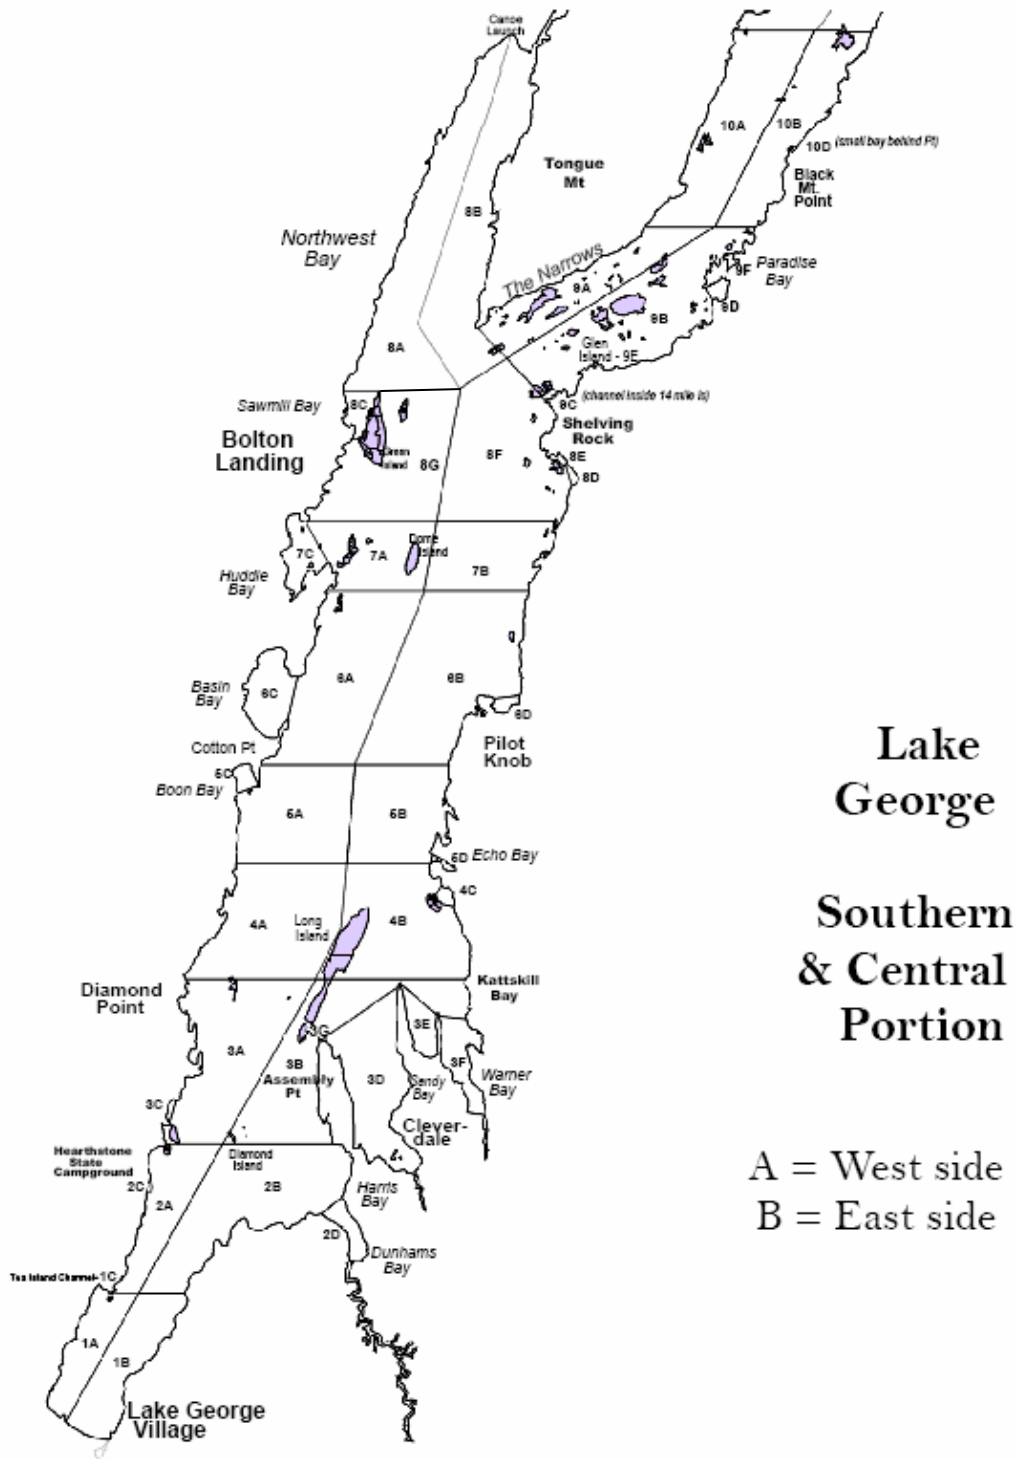 Canoe
Launch
10A
10B
10D (small bay behind Pt)
Tongue
Mt
Black
Mt.
Point
8B
Northwest
Bay
The Narrows
9A
9F
Paradise
Bay
9D
9B
8A
Glen
Island - 9E
9C
(channel inside 14 mile is)
Sawmill Bay
8C
Shelving
Rock
Bolton
Landing
Green
Island
8G
8F
8E
8D
7C
7A
Dome
Island
7B
Huddle
Bay
6A
6B
6C
Basin
Bay
6D
Cotton Pt
Pilot
Knob
5C
Boon Bay
5A
5B
5D Echo Bay
4C
4A
Long
Island
4B
Diamond
Point
Kattskill
Bay
3G
3E
3A
3B
Assembly
Pt
3D
Sandy
Bay
3F
Warner
Bay
3C
Clever-
dale
Hearthstone
State
Campground
Diamond
Island
2C
2A
2B
Harris
Bay
2D
Dunhams
Bay
Tea Island Channel-1C
1A
1B
Lake George
Village
Lake
George
Southern
& Central
Portion
A = West side
B = East side